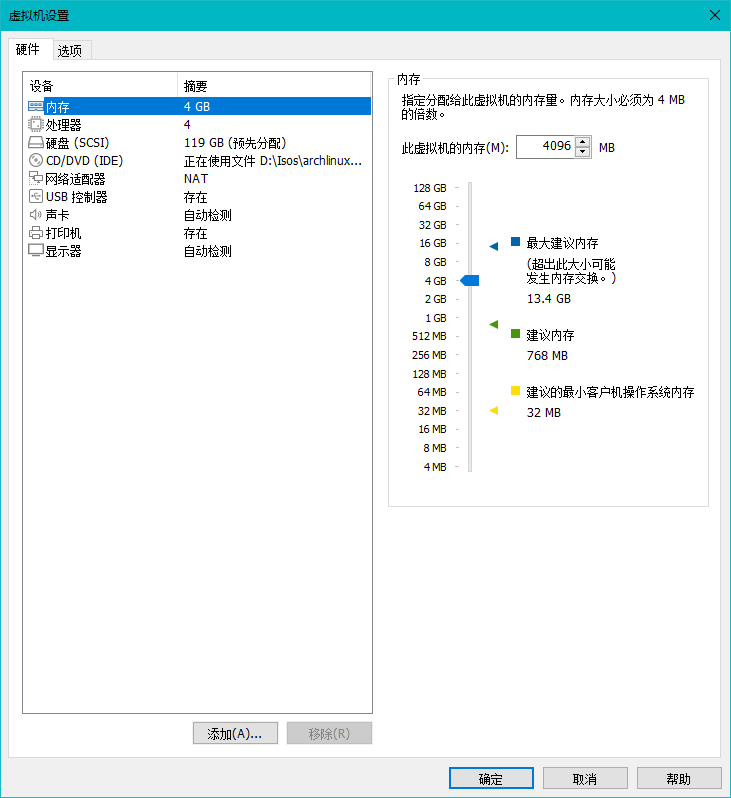 虚拟机设置
硬件 选项
设备 摘要
内存 4 GB
处理器 4
硬盘 (SCSI) 119 GB (预先分配)
CD/DVD (IDE) 正在使用文件 D:\Isos\archlinux...
网络适配器 NAT
USB 控制器 存在
声卡 自动检测
打印机 存在
显示器 自动检测
添加(A)... 移除(R)
内存
指定分配给此虚拟机的内存量。内存大小必须为 4 MB
的倍数。
此虚拟机的内存(M): 4096 MB
128 GB
64 GB
32 GB
16 GB
8 GB
4 GB
2 GB
1 GB
512 MB
256 MB
128 MB
64 MB
32 MB
16 MB
8 MB
4 MB
最大建议内存
(超出此大小可能
发生内存交换。)
13.4 GB
建议内存
768 MB
建议的最小客户机操作系统内存
32 MB
确定 取消 帮助